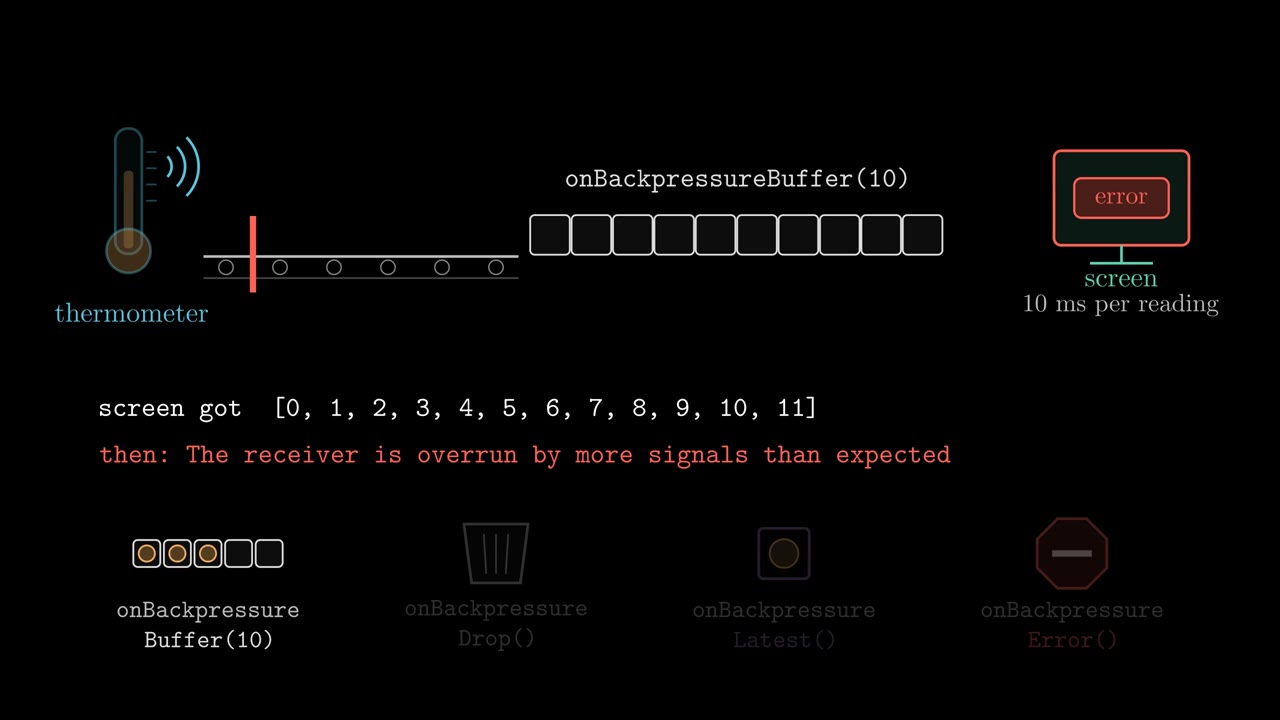 onBackpressureBuffer(10)
error
thermometer
screen
10 ms per reading
screen got [0, 1, 2, 3, 4, 5, 6, 7, 8, 9, 10, 11]
then: The receiver is overrun by more signals than expected
onBackpressure
Buffer(10)
onBackpressure
Drop()
onBackpressure
Latest()
onBackpressure
Error()